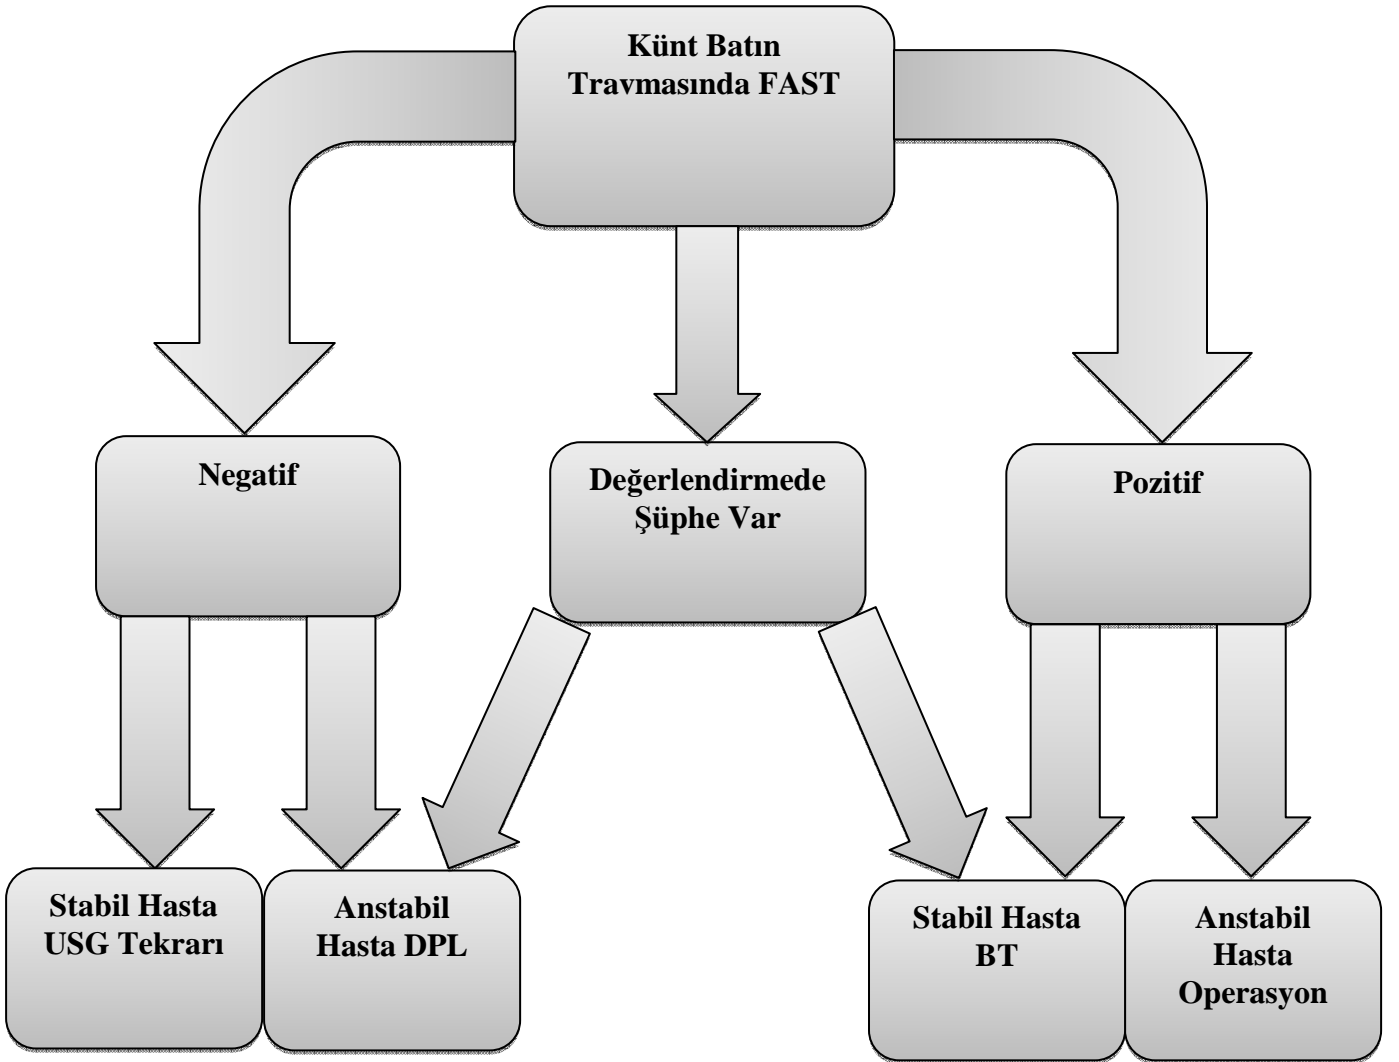 Künt Batın
Travmasında FAST
Negatif
Değerlendirmede
Şüphe Var
Pozitif
Stabil Hasta
USG Tekrarı
Anstabil
Hasta DPL
Stabil Hasta
BT
Anstabil
Hasta
Operasyon